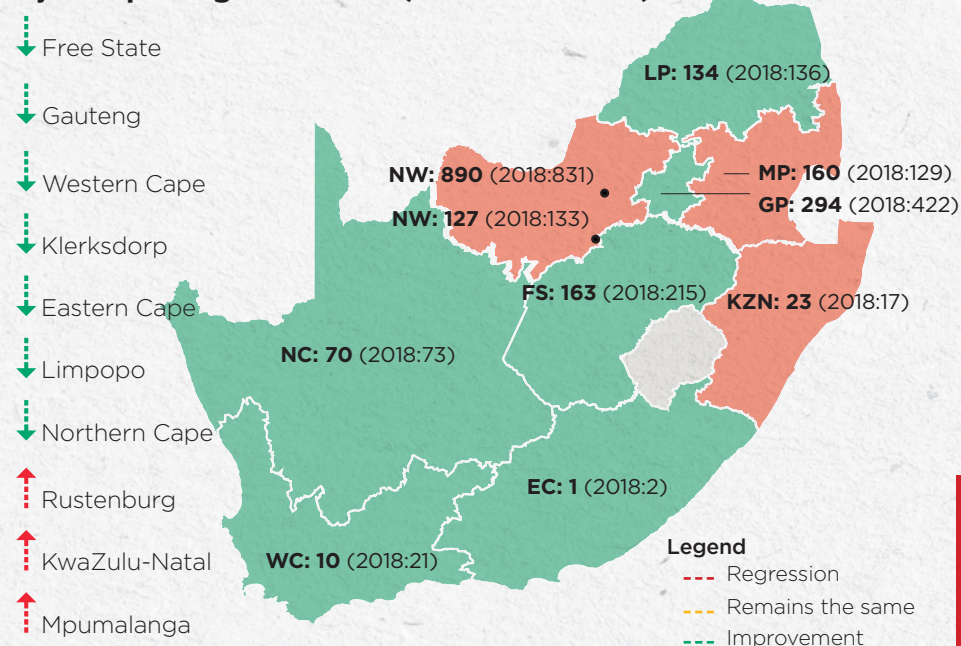 Free State
Gauteng
Western Cape
Klerksdorp
Eastern Cape
Limpopo
Northern Cape
Rustenburg
KwaZulu-Natal
Mpumalanga
LP: 134 (2018:136)
NW: 890 (2018:831)
MP: 160 (2018:129)
GP: 294 (2018:422)
NW: 127 (2018:133)
FS: 163 (2018:215)
KZN: 23 (2018:17)
NC: 70 (2018:73)
EC: 1 (2018:2)
WC: 10 (2018:21)
Legend
Regression
Remains the same
Improvement